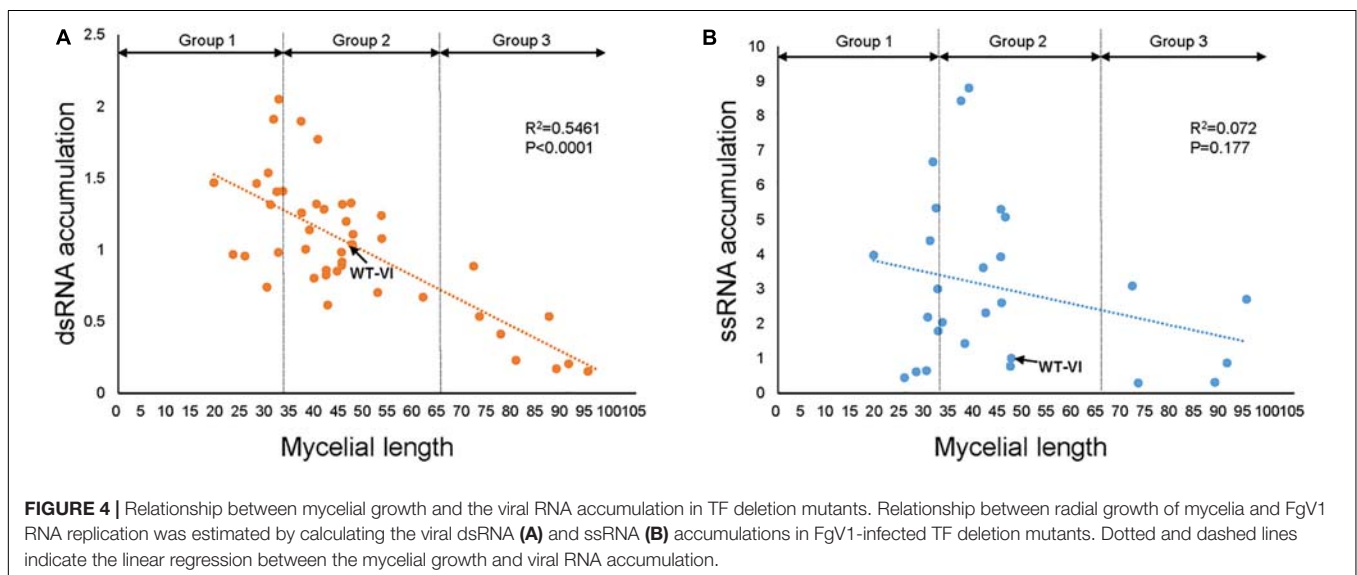 A
Group 1 Group 2 Group 3
2.5
2
1.5
1
0.5
0
dsRNA accumulation
R²=0.5461
P<0.0001
WT-VI
0 5 10 15 20 25 30 35 40 45 50 55 60 65 70 75 80 85 90 95 100 105
Mycelial length
B
Group 1 Group 2 Group 3
10
9
8
7
6
5
4
3
2
1
0
ssRNA accumulation
R²=0.072
P=0.177
WT-VI
0 5 10 15 20 25 30 35 40 45 50 55 60 65 70 75 80 85 90 95 100 105
Mycelial length
FIGURE 4 | Relationship between mycelial growth and the viral RNA accumulation in TF deletion mutants. Relationship between radial growth of mycelia and FgV1
RNA replication was estimated by calculating the viral dsRNA (A) and ssRNA (B) accumulations in FgV1-infected TF deletion mutants. Dotted and dashed lines
indicate the linear regression between the mycelial growth and viral RNA accumulation.